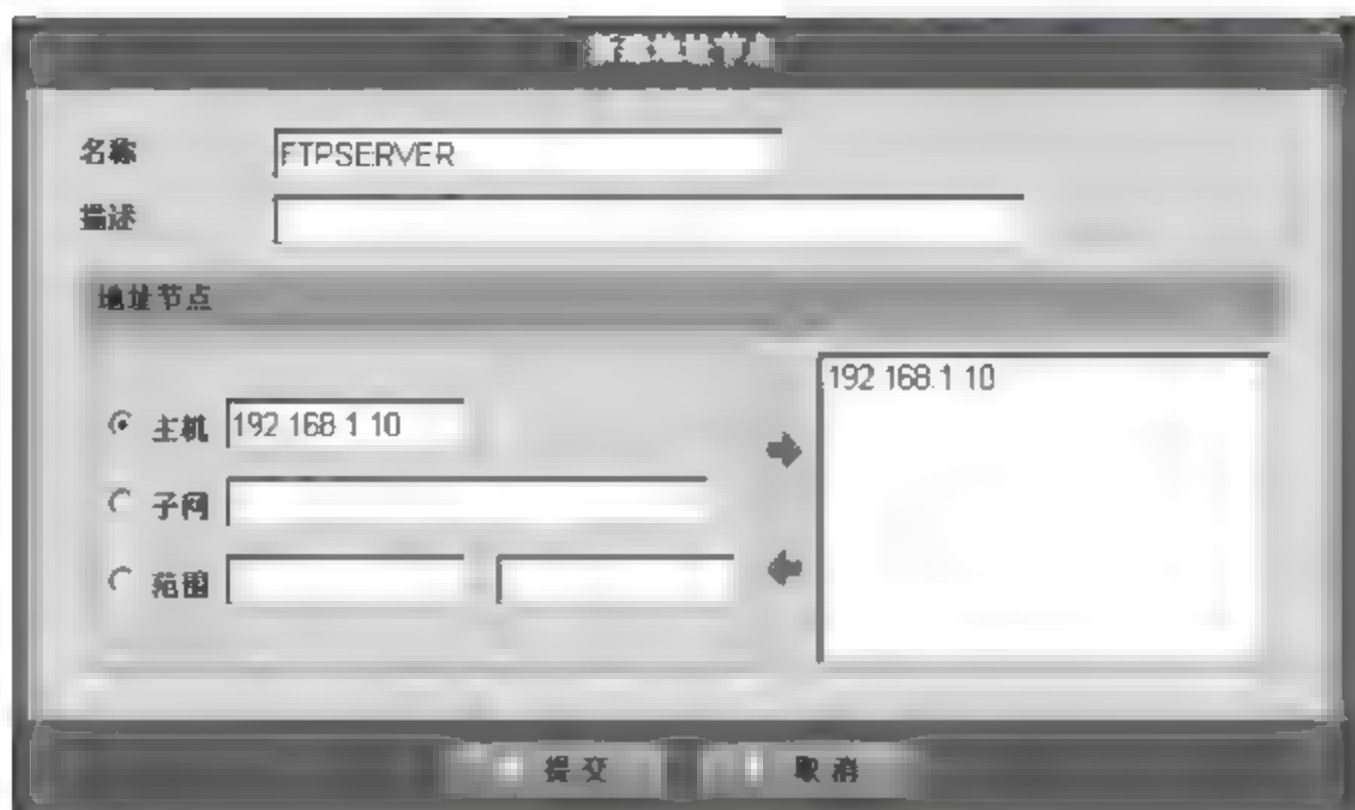 新建地址节点
名称 FTPSERVER
描述
地址节点
主机 192 168 1 10
192 168.1 10
子网
范围
提交 取消